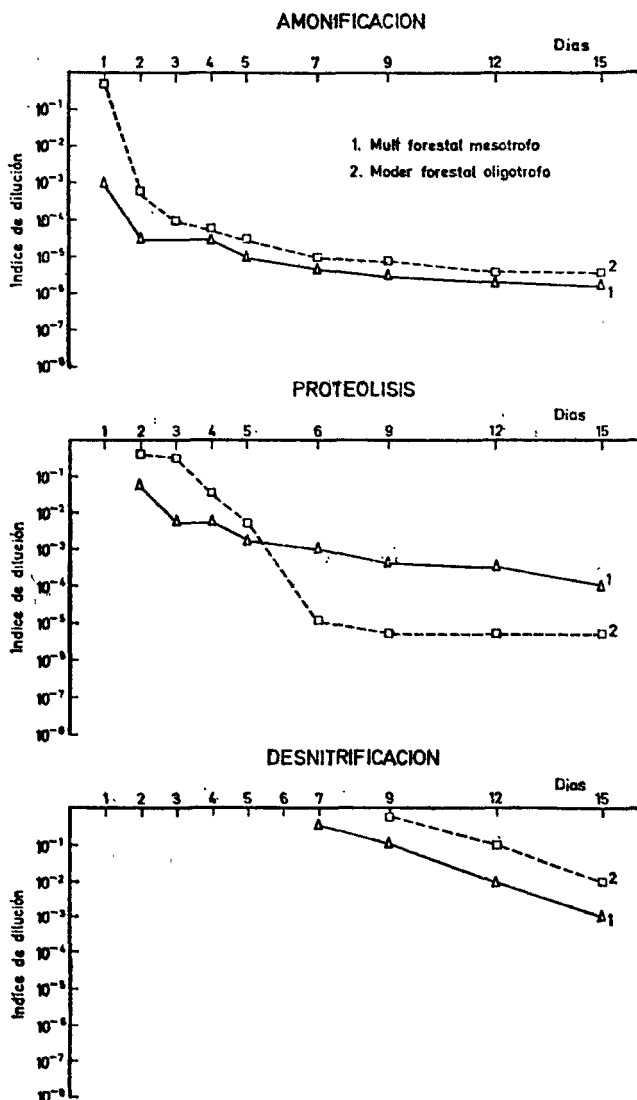 AMONIFICACION
Dias
1 2 3 4 5 7 9 12 15
10⁻¹
10⁻²
10⁻³
10⁻⁴
10⁻⁵
10⁻⁶
10⁻⁷
10⁻⁸
Indice de dilución
1. Mull forestal mesotrofo
2. Moder forestal oligotrofo
2
1
PROTEOLISIS
Dias
1 2 3 4 5 7 9 12 15
10⁻¹
10⁻²
10⁻³
10⁻⁴
10⁻⁵
10⁻⁶
10⁻⁷
10⁻⁸
Indice de dilución
1
2
DESNITRIFICACION
Dias
1 2 3 4 5 6 7 9 12 15
10⁻¹
10⁻²
10⁻³
10⁻⁴
10⁻⁵
10⁻⁶
10⁻⁷
10⁻⁸
Indice de dilución
2
1